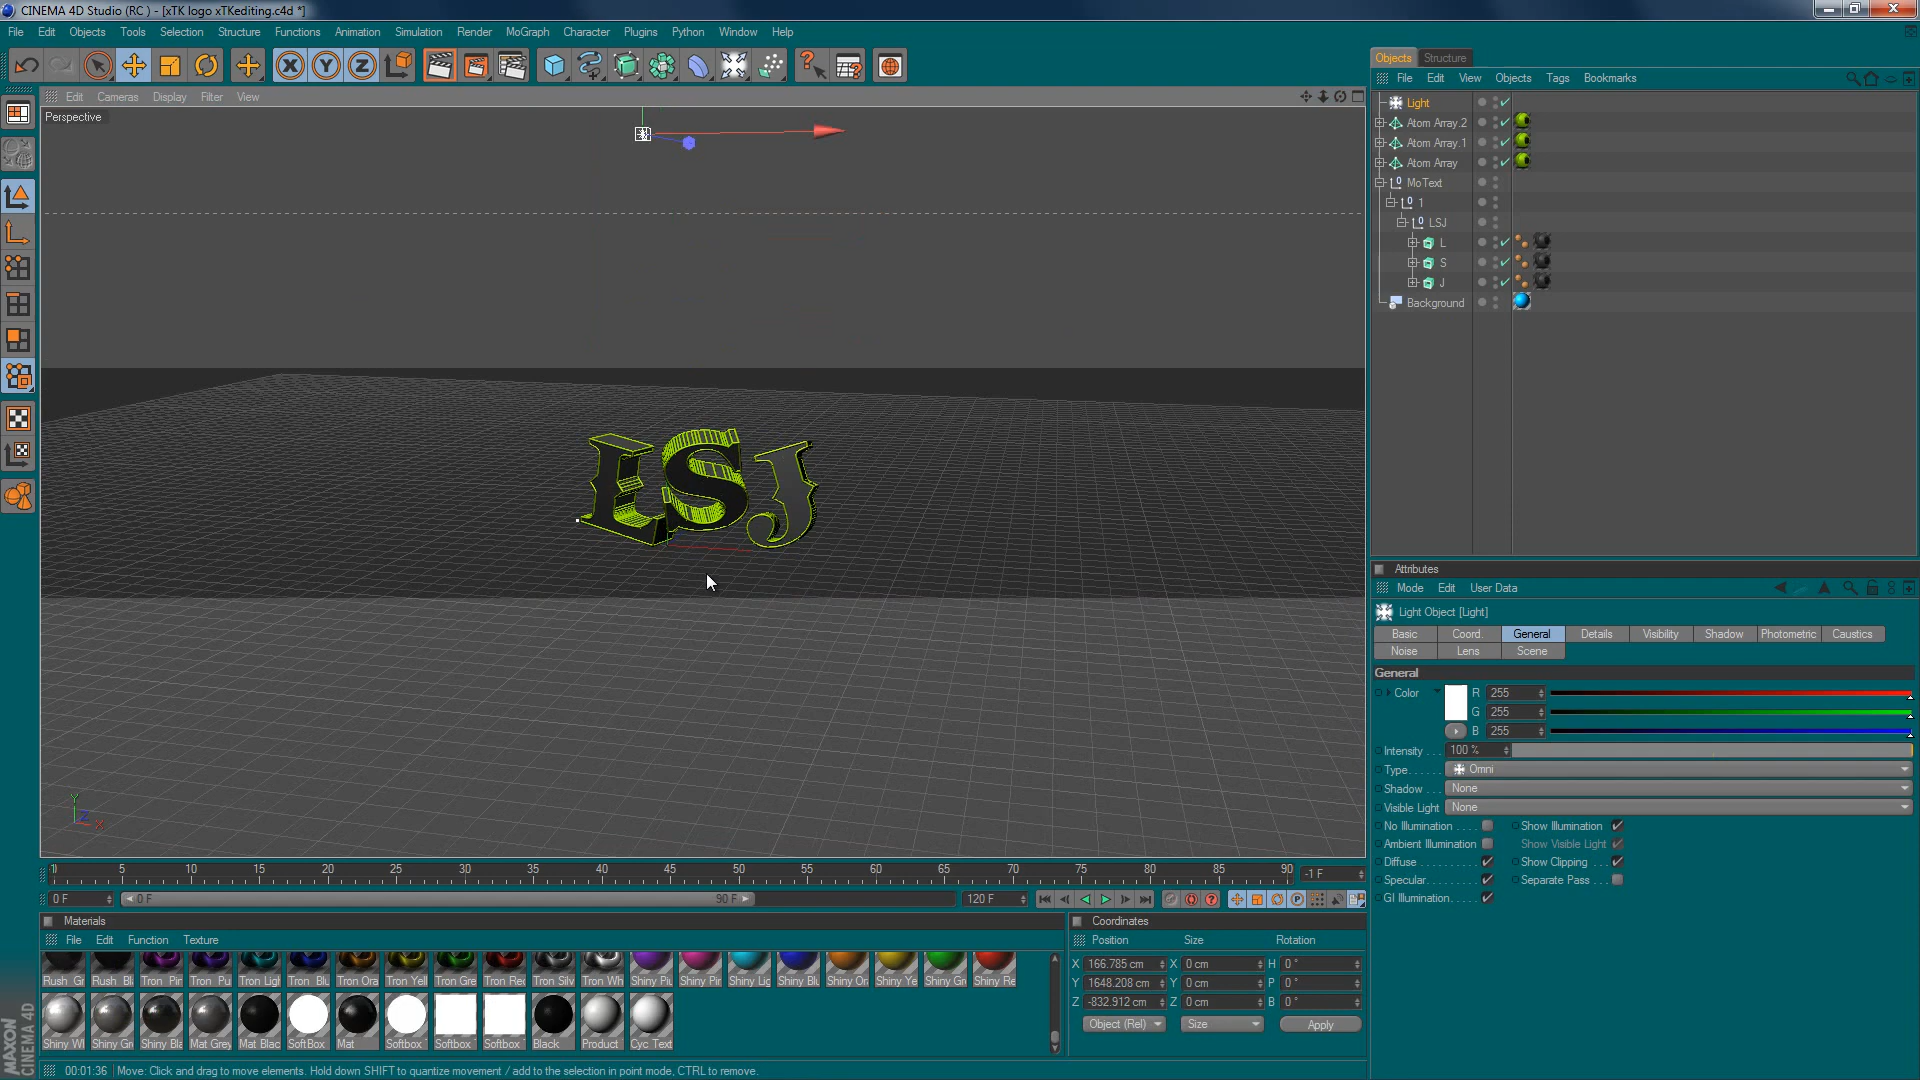 CINEMA 4D Studio (RC ) - [xTK logo xTKediting.c4d *]
File Edit Objects Tools Selection Structure Functions Animation Simulation Render MoGraph Character Plugins Python Window Help
Objects Structure
File Edit View Objects Tags Bookmarks
Edit Cameras Display Filter View
Perspective
Light
Atom Array.2
Atom Array.1
Atom Array
MoText
1
LSJ
L
S
J
Background
LSJ
Attributes
Mode Edit User Data
Light Object [Light]
Basic Coord. General Details Visibility Shadow Photometric Caustics
Noise Lens Scene
General
Color R 255
G 255
B 255
Intensity . . . 100 %
Type. . . . . . Omni
Shadow . . . None
Visible Light None
No Illumination . . . . Show Illumination
Ambient Illumination Show Visible Light
Diffuse . . . . . . . . . Show Clipping . . .
Specular. . . . . . . . Separate Pass . . .
GI Illumination. . . . .
Y
Z
X
5 10 15 20 25 30 35 40 45 50 55 60 65 70 75 80 85 90 -1 F
0 F 0 F 90 F 120 F
Materials
File Edit Function Texture
Rush Gr Rush Bl Tron Pin Tron Pu Tron Ligl Tron Blu Tron Ora Tron Yell Tron Gre Tron Rec Tron Silv Tron Wh Shiny Plu Shiny Pir Shiny Lig Shiny Blu Shiny Or Shiny Ye Shiny Gr Shiny Re
Shiny Wl Shiny Gr Shiny Bla Mat Grey Mat Blac SoftBox Mat Softbox Softbox Softbox Black Product Cyc Text
Coordinates
Position Size Rotation
X 166.785 cm X 0 cm H 0 °
Y 1648.208 cm Y 0 cm P 0 °
Z -832.912 cm Z 0 cm B 0 °
Object (Rel) Size Apply
MAXON
CINEMA 4D
00:01:36 Move: Click and drag to move elements. Hold down SHIFT to quantize movement / add to the selection in point mode, CTRL to remove.